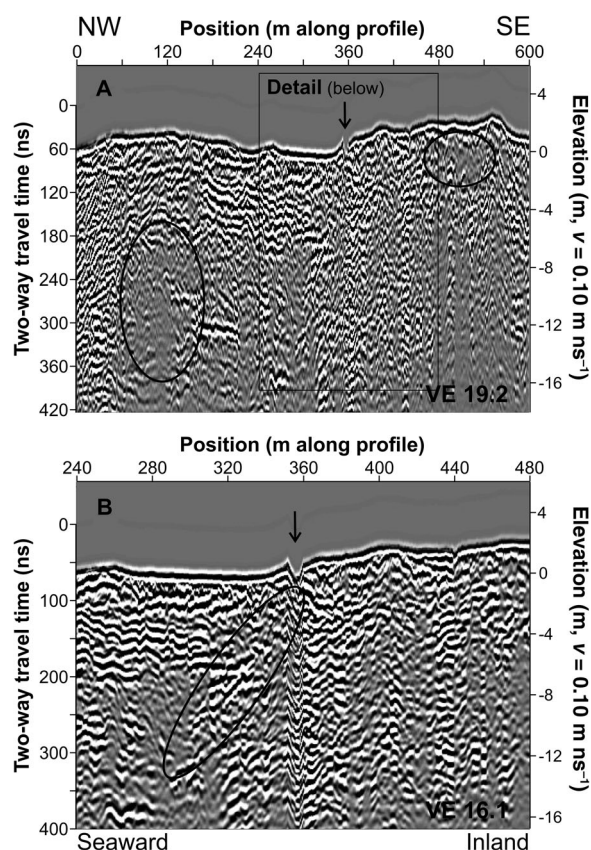 NW Position (m along profile) SE
0 120 240 360 480 600
A Detail (below)
Two-way travel time (ns)
0
60
120
180
240
300
360
420
Elevation (m, v = 0.10 m ns⁻¹)
4
0
-4
-8
-12
-16
VE 19.2
Position (m along profile)
240 280 320 360 400 440 480
B
Two-way travel time (ns)
0
100
200
300
400
Elevation (m, v = 0.10 m ns⁻¹)
4
0
-4
-8
-12
-16
VE 16.1
Seaward Inland